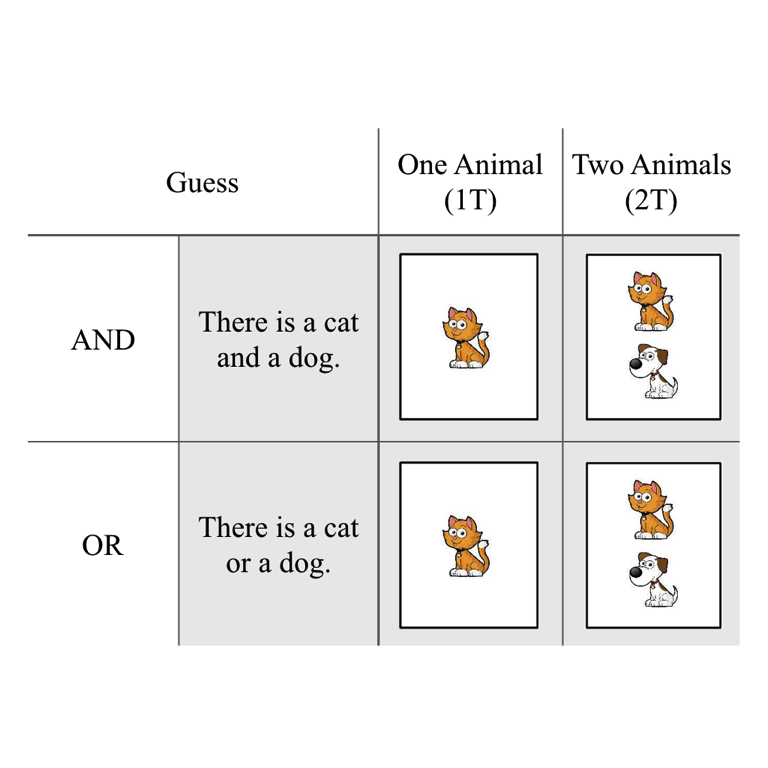 Guess
One Animal
(1T)
Two Animals
(2T)
AND
There is a cat
and a dog.
OR
There is a cat
or a dog.